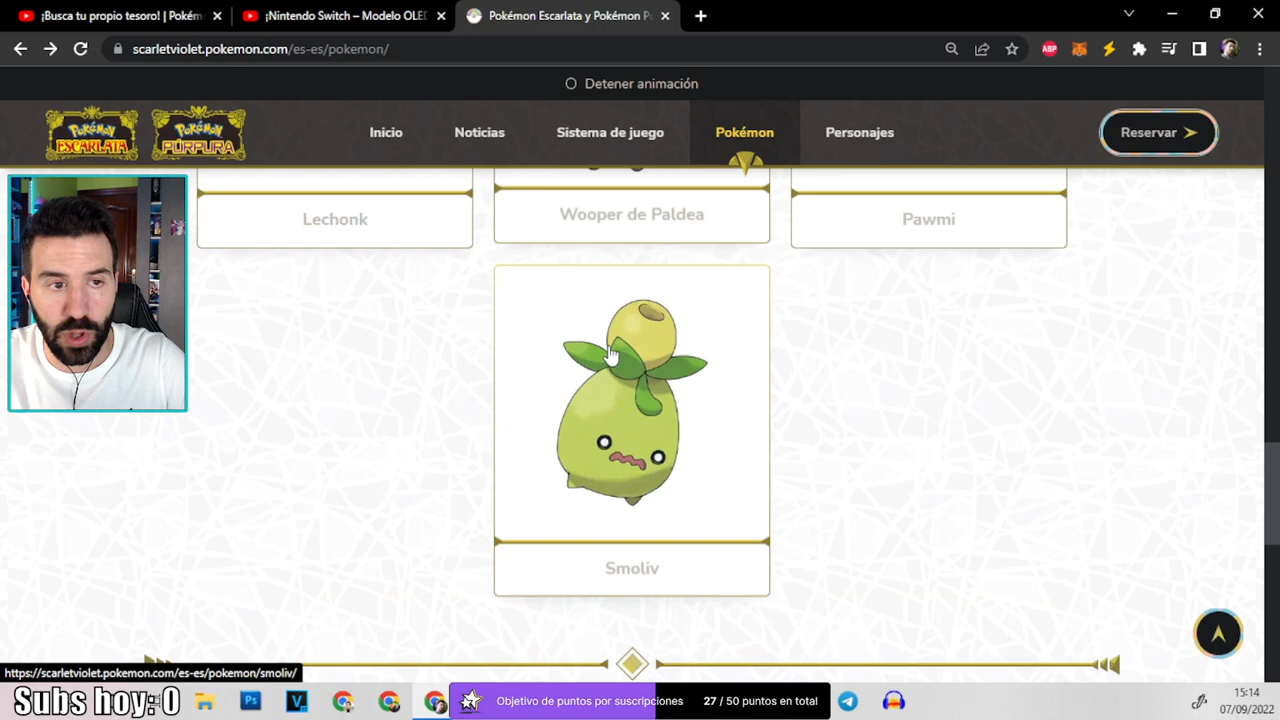 ¡Busca tu propio tesoro! | Pokém
¡Nintendo Switch – Modelo OLED
Pokémon Escarlata y Pokémon P
scarletviolet.pokemon.com/es-es/pokemon/
ABP
Detener animación
Pokémon
ESCARLATA
Pokémon
PÚRPURA
Inicio
Noticias
Sistema de juego
Pokémon
Personajes
Reservar
Lechonk
Wooper de Paldea
Pawmi
Smoliv
https://scarletviolet.pokemon.com/es-es/pokemon/smoliv/
Subs hoy: 0
Ps
V
Objetivo de puntos por suscripciones
27 / 50 puntos en total
15:14
07/09/2022